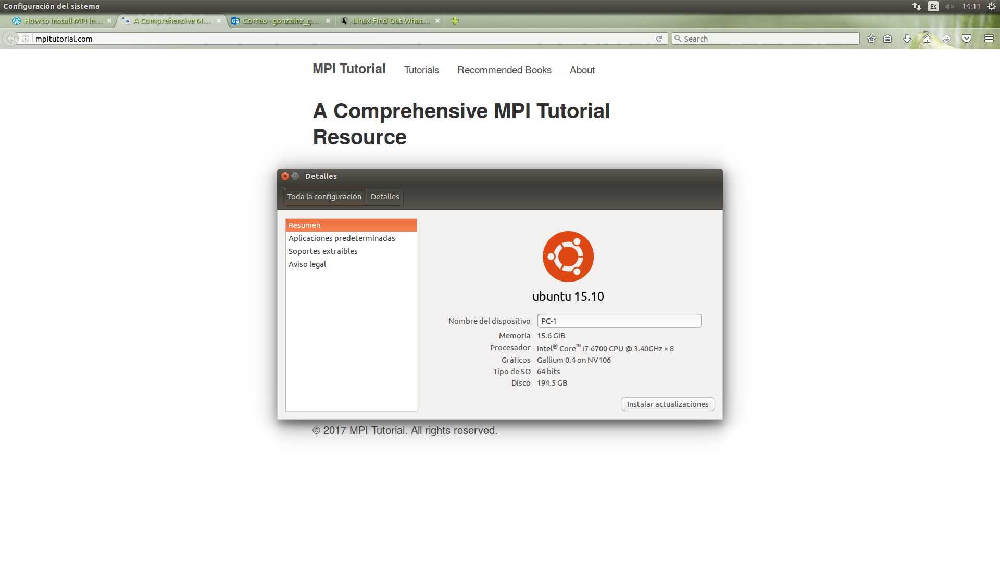 Configuración del sistema
Es
14:11
How to install MPI in...
A Comprehensive M...
Correo - gonzalez_g...
Linux Find Out What...
mpitutorial.com
Search
MPI Tutorial
Tutorials
Recommended Books
About
A Comprehensive MPI Tutorial
Resource
Detalles
Toda la configuración
Detalles
Resumen
Aplicaciones predeterminadas
Soportes extraíbles
Aviso legal
ubuntu 15.10
Nombre del dispositivo PC-1
Memoria 15.6 GiB
Procesador Intel® Core™ i7-6700 CPU @ 3.40GHz × 8
Gráficos Gallium 0.4 on NV106
Tipo de SO 64 bits
Disco 194.5 GB
Instalar actualizaciones
© 2017 MPI Tutorial. All rights reserved.